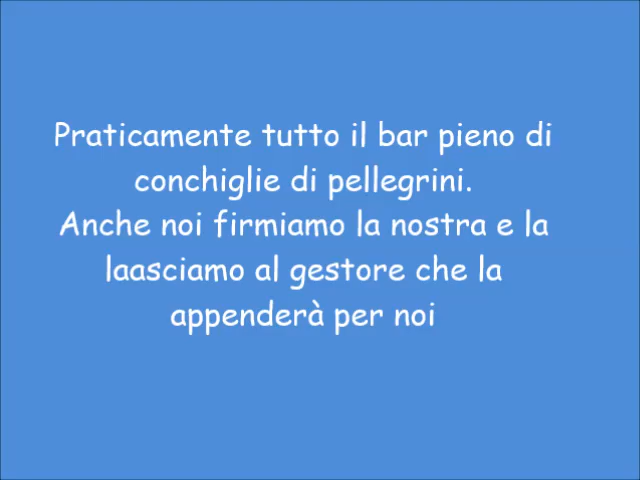 Praticamente tutto il bar pieno di
conchiglie di pellegrini.
Anche noi firmiamo la nostra e la
laasciamo al gestore che la
appenderà per noi